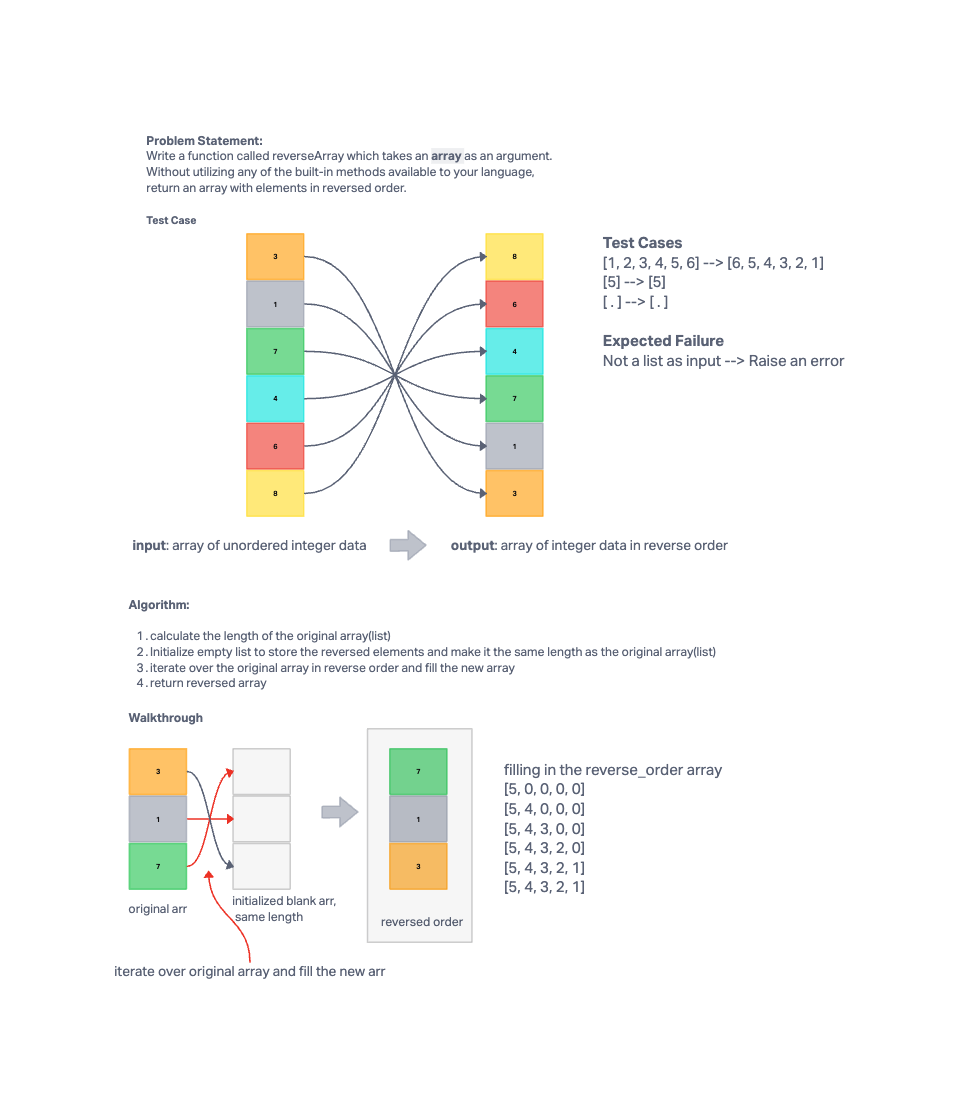 Problem Statement:
Write a function called reverseArray which takes an array as an argument.
Without utilizing any of the built-in methods available to your language,
return an array with elements in reversed order.
Test Case
3
1
7
4
6
8
8
6
4
7
1
3
Test Cases
[1, 2, 3, 4, 5, 6] --> [6, 5, 4, 3, 2, 1]
[5] --> [5]
[ . ] --> [ . ]
Expected Failure
Not a list as input --> Raise an error
input: array of unordered integer data
output: array of integer data in reverse order
Algorithm:
1. calculate the length of the original array(list)
2. Initialize empty list to store the reversed elements and make it the same length as the original array(list)
3. iterate over the original array in reverse order and fill the new array
4. return reversed array
Walkthrough
3
1
7
original arr
initialized blank arr,
same length
7
1
3
reversed order
filling in the reverse_order array
[5, 0, 0, 0, 0]
[5, 4, 0, 0, 0]
[5, 4, 3, 0, 0]
[5, 4, 3, 2, 0]
[5, 4, 3, 2, 1]
[5, 4, 3, 2, 1]
iterate over original array and fill the new arr